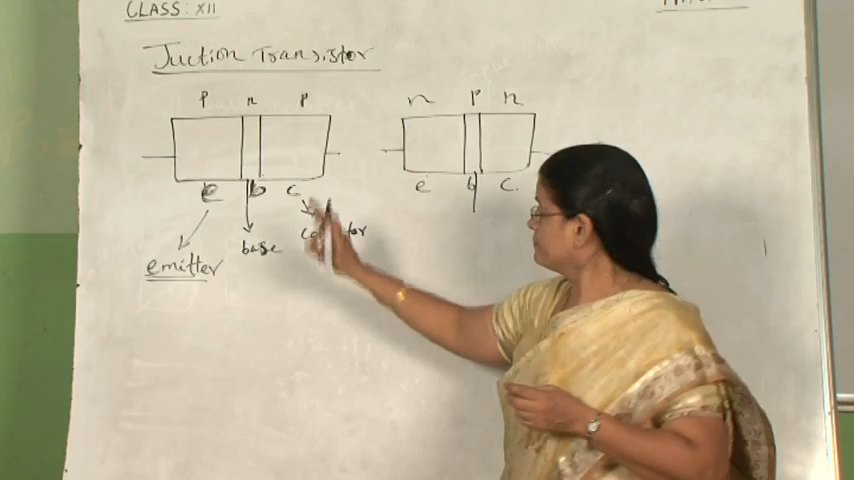 CLASS: XII
Juction Transistor
p n p n p n
e b c e b c.
base
emitter